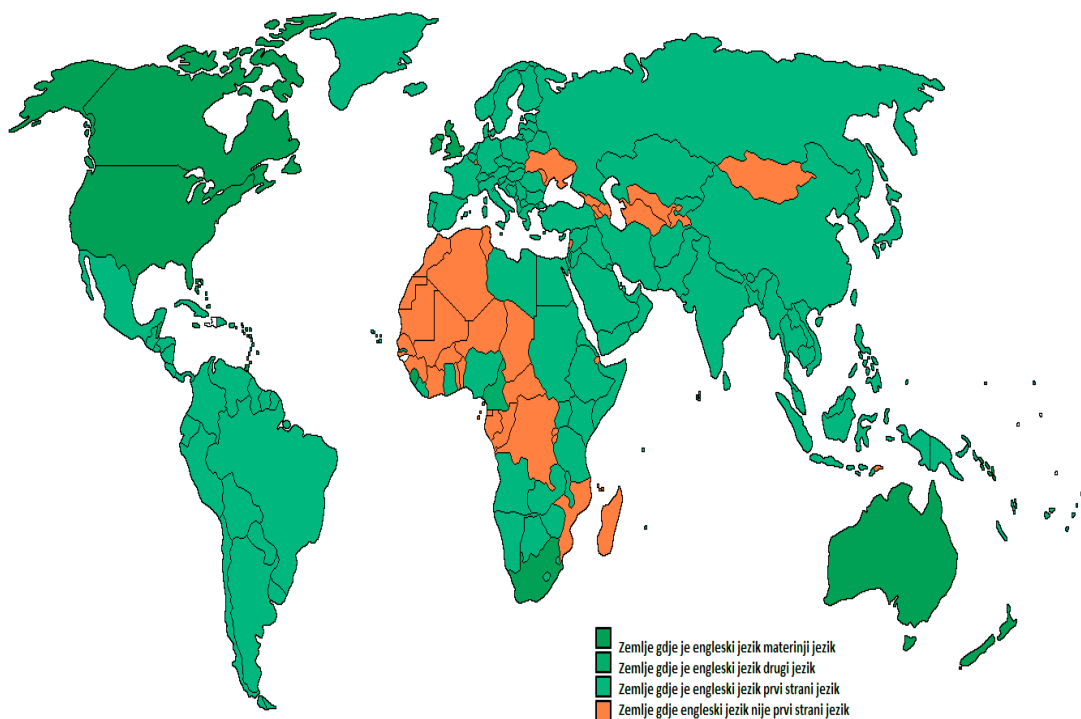 Zemlje gdje je engleski jezik materinji jezik
Zemlje gdje je engleski jezik drugi jezik
Zemlje gdje je engleski jezik prvi strani jezik
Zemlje gdje engleski jezik nije prvi strani jezik